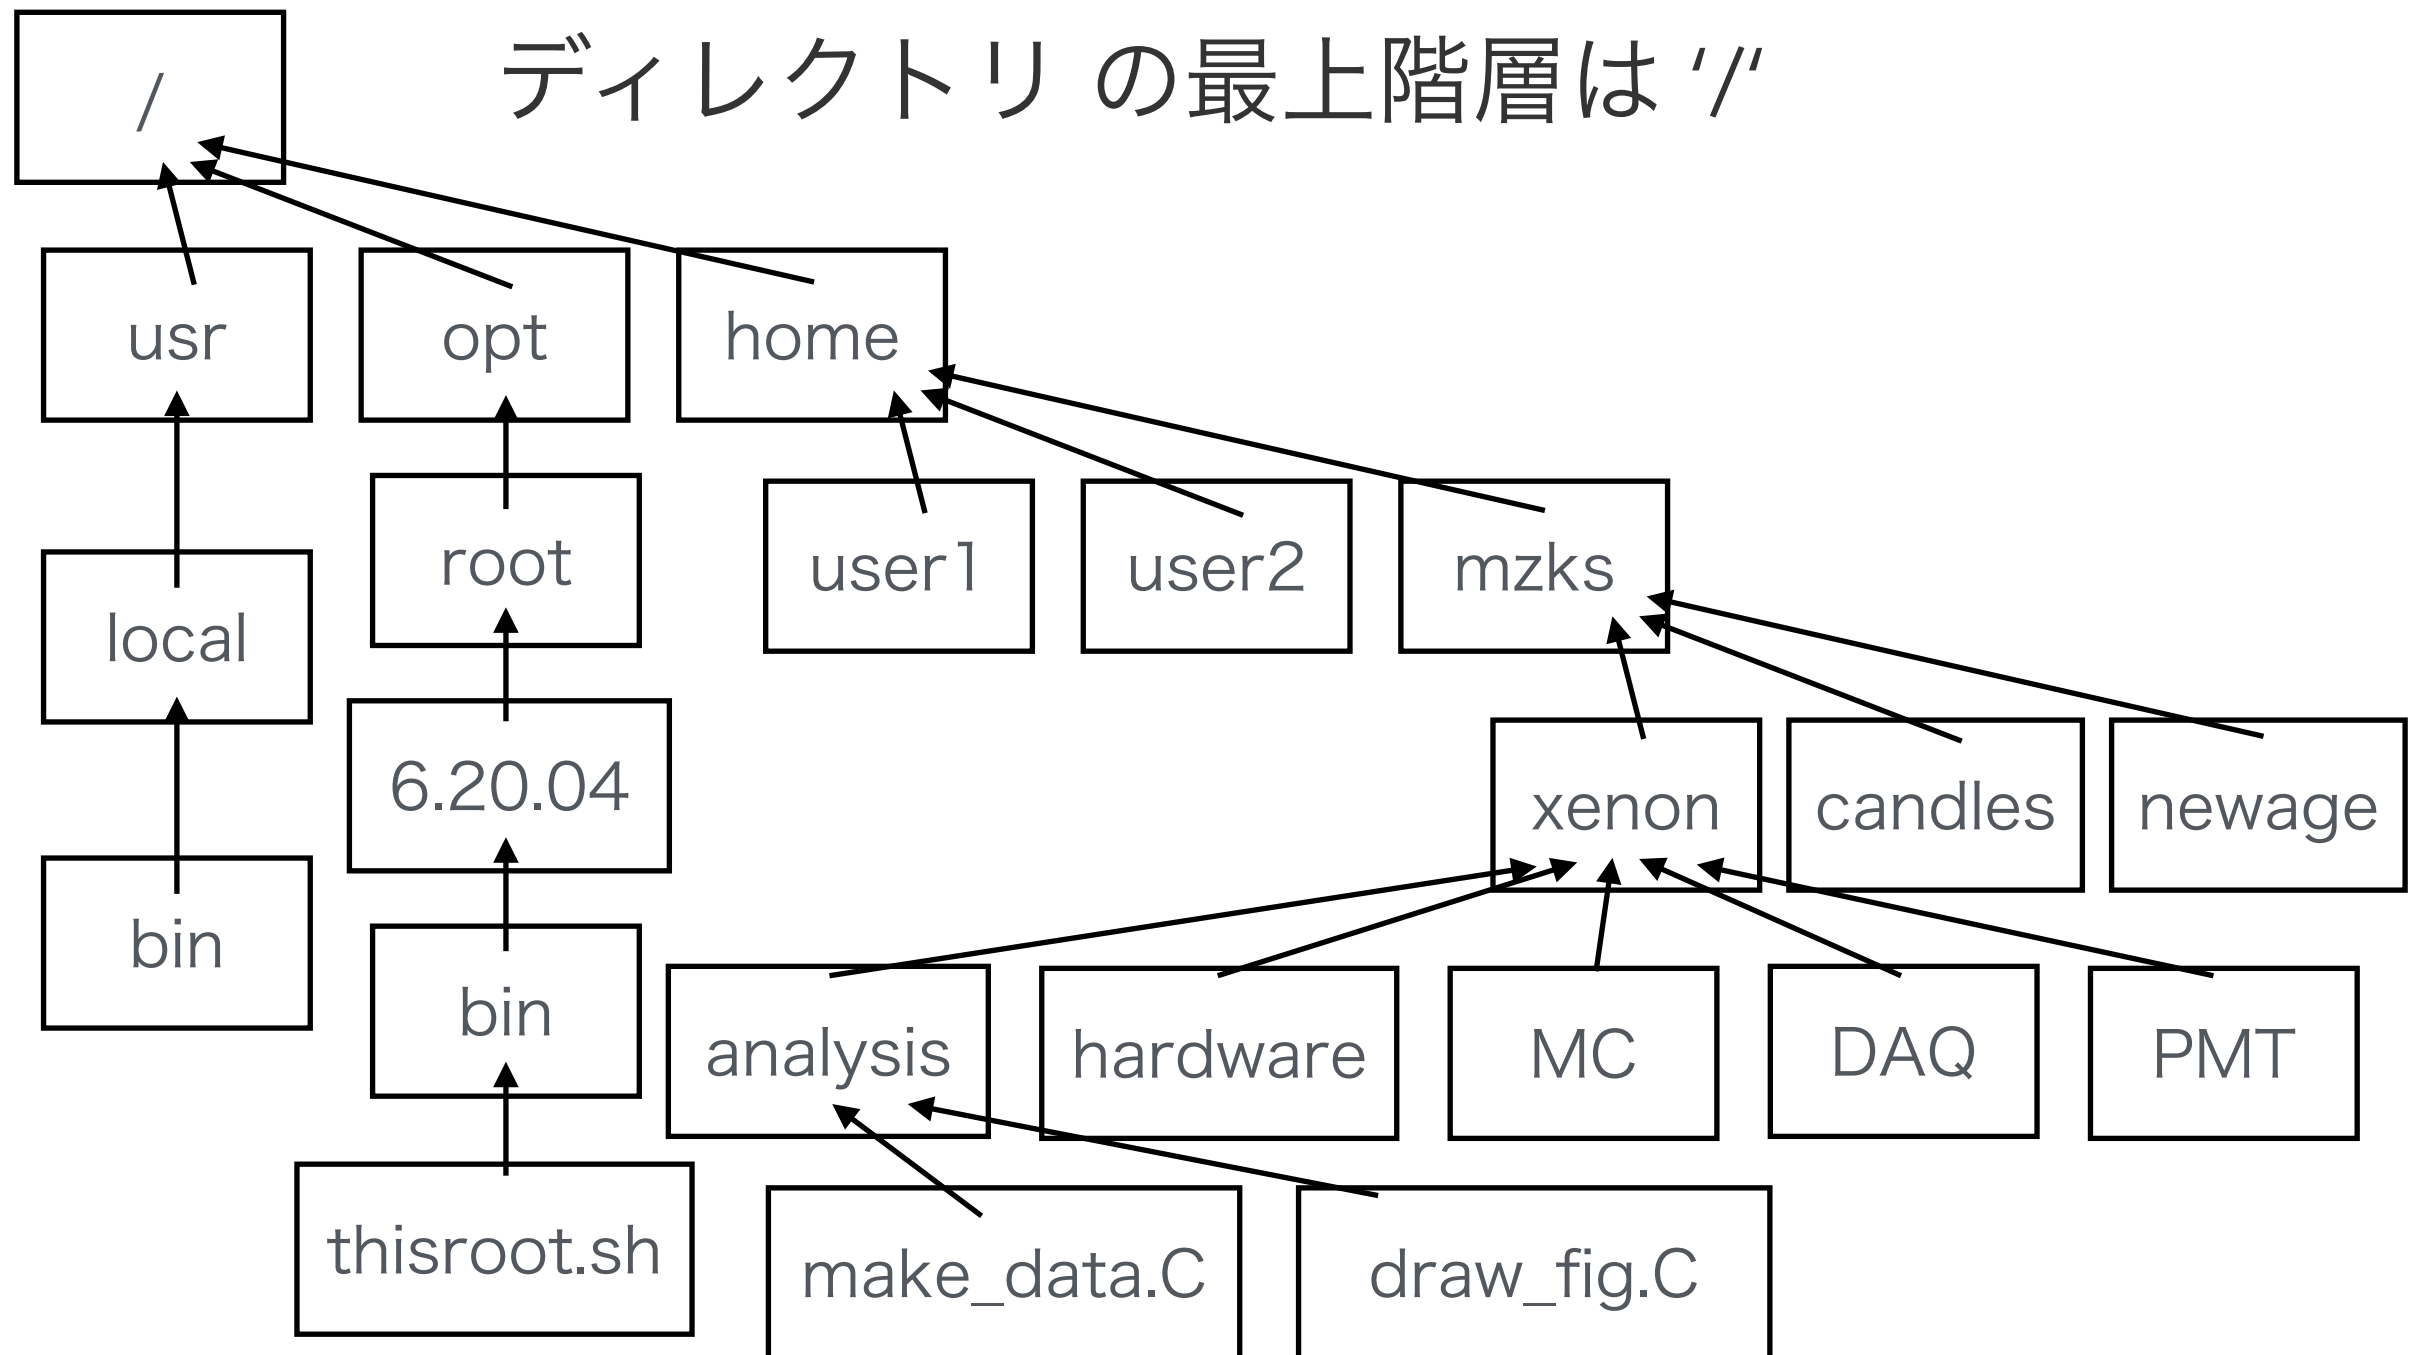 ディレクトリ の最上階層は '/'
/
usr
opt
home
root
user1
user2
mzks
local
6.20.04
xenon
candles
newage
bin
bin
analysis
hardware
MC
DAQ
PMT
thisroot.sh
make_data.C
draw_fig.C